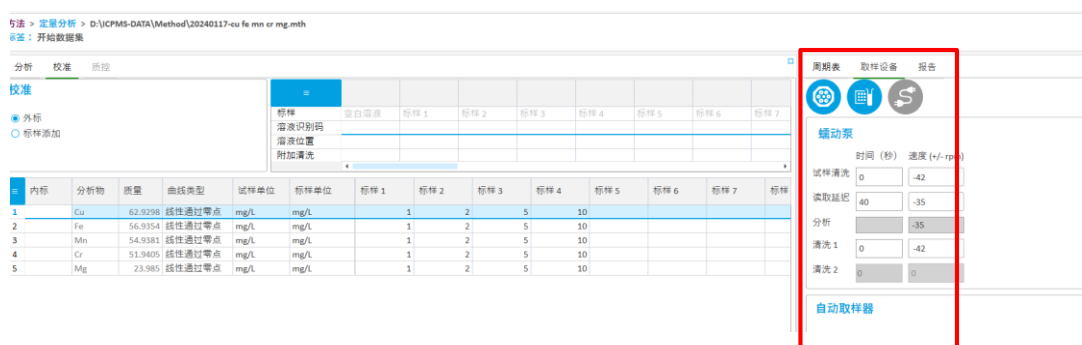 方法 > 定量分析 > D:\ICPMS-DATA\Method\20240117-cu fe mn cr mg.mth
标签： 开始数据集
分析 校准 质控
校准
外标
标样添加
标样 空白溶液 标样 1 标样 2 标样 3 标样 4 标样 5 标样 6 标样 7
溶液识别码
溶液位置
附加清洗
内标 分析物 质量 曲线类型 试样单位 标样单位 标样 1 标样 2 标样 3 标样 4 标样 5 标样 6 标样 7 标样
1 Cu 62.9298 线性通过零点 mg/L mg/L 1 2 5 10
2 Fe 56.9354 线性通过零点 mg/L mg/L 1 2 5 10
3 Mn 54.9381 线性通过零点 mg/L mg/L 1 2 5 10
4 Cr 51.9405 线性通过零点 mg/L mg/L 1 2 5 10
5 Mg 23.985 线性通过零点 mg/L mg/L 1 2 5 10
周期表 取样设备 报告
蠕动泵
时间（秒） 速度 (+/- rpm)
试样清洗 0 -42
读取延迟 40 -35
分析 -35
清洗 1 0 -42
清洗 2 0 0
自动取样器